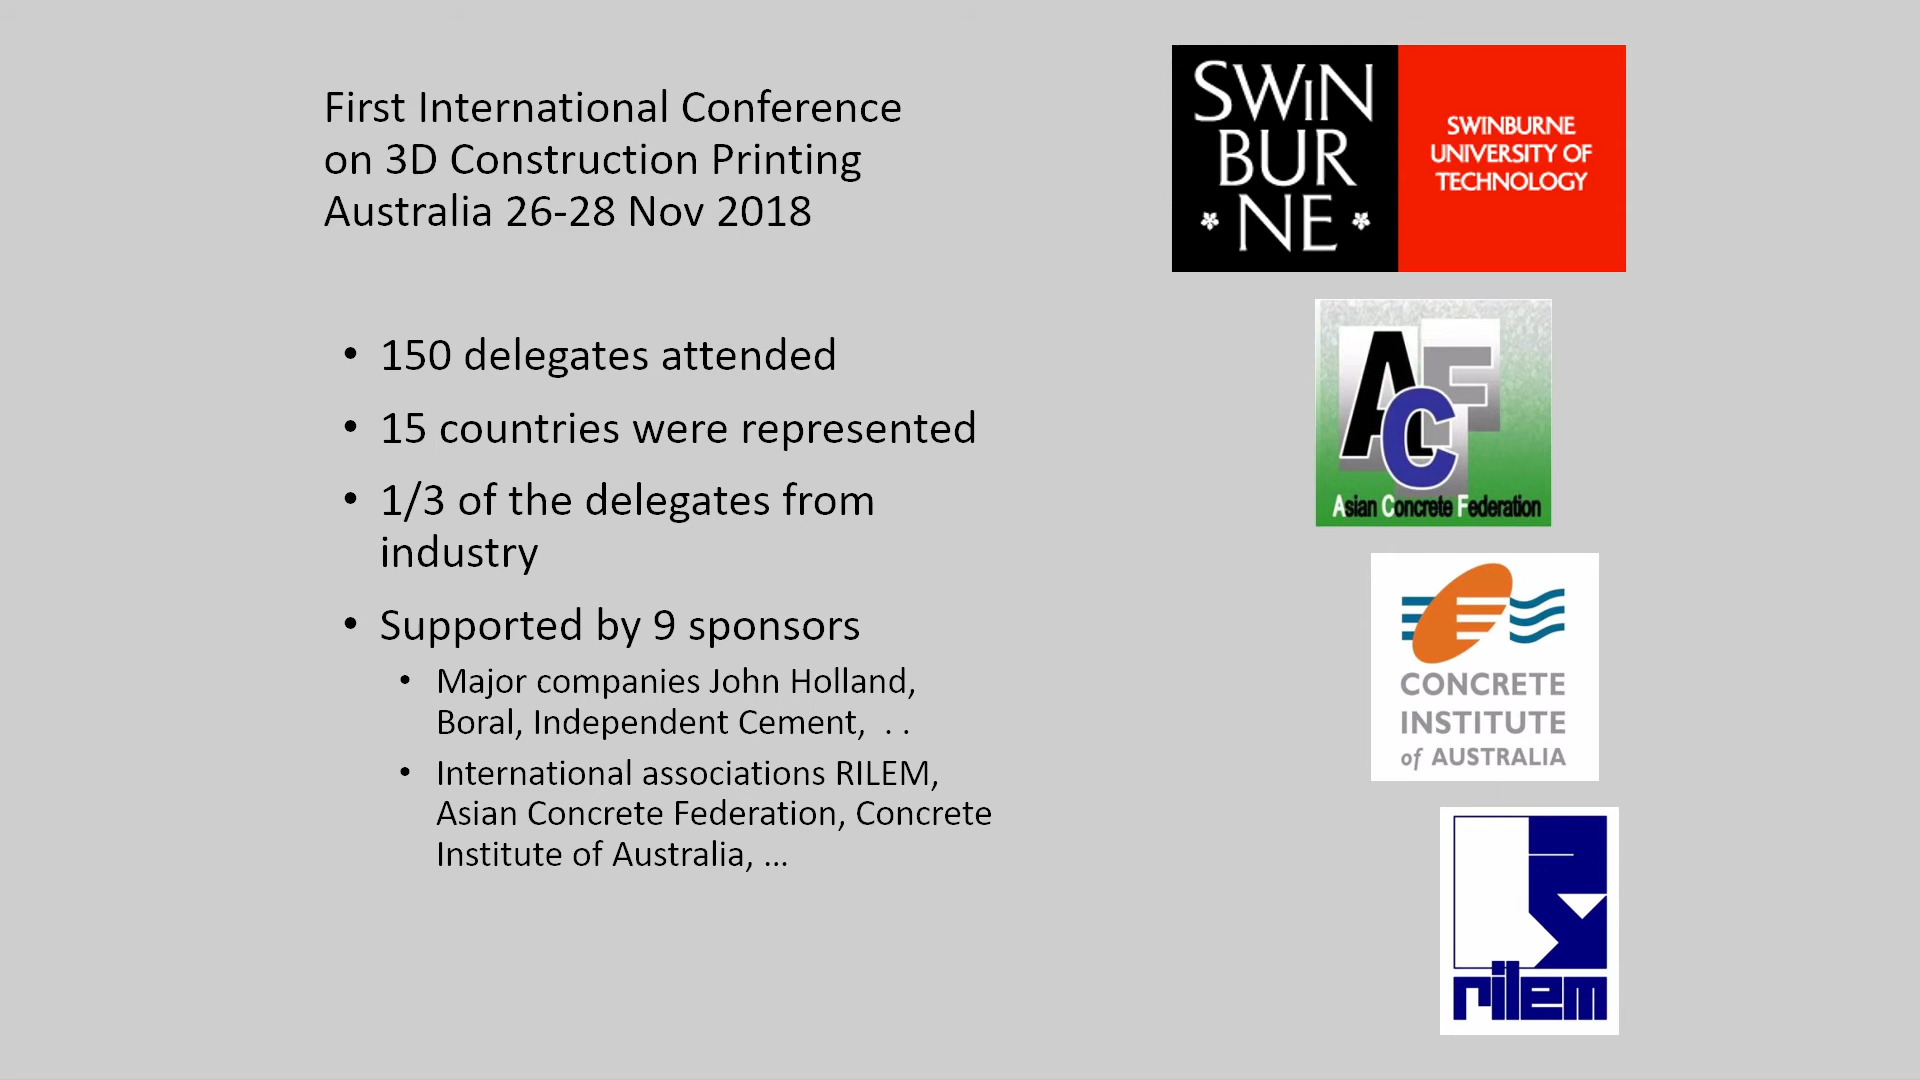 First International Conference
on 3D Construction Printing
Australia 26-28 Nov 2018
• 150 delegates attended
• 15 countries were represented
• 1/3 of the delegates from
industry
• Supported by 9 sponsors
• Major companies John Holland,
Boral, Independent Cement,  . .
• International associations RILEM,
Asian Concrete Federation, Concrete
Institute of Australia, ...
SWiN
BUR
NE
SWINBURNE
UNIVERSITY OF
TECHNOLOGY
ACF
Asian Concrete Federation
CONCRETE
INSTITUTE
of AUSTRALIA
rilem